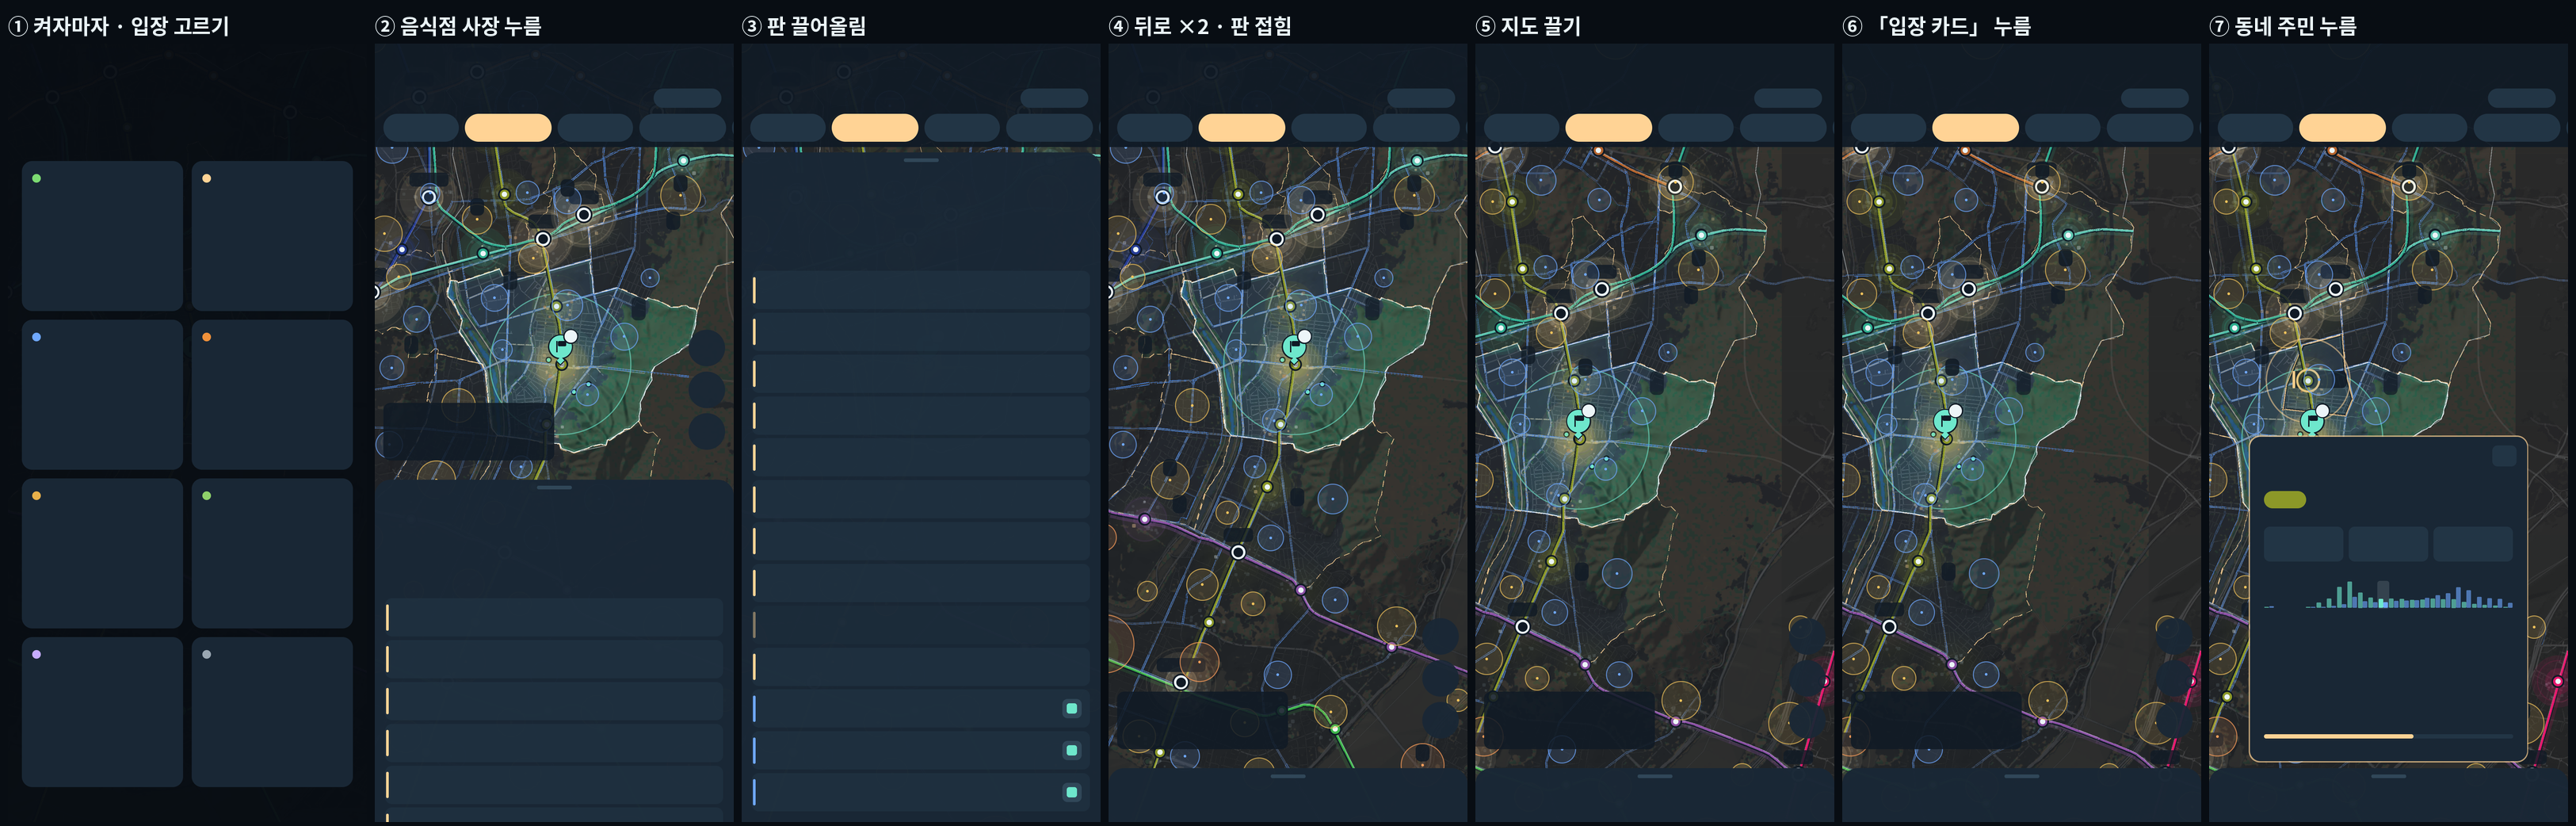 ① 켜자마자 · 입장 고르기
② 음식점 사장 누름
③ 판 끌어올림
④ 뒤로 ×2 · 판 접힘
⑤ 지도 끌기
⑥ 「입장 카드」 누름
⑦ 동네 주민 누름